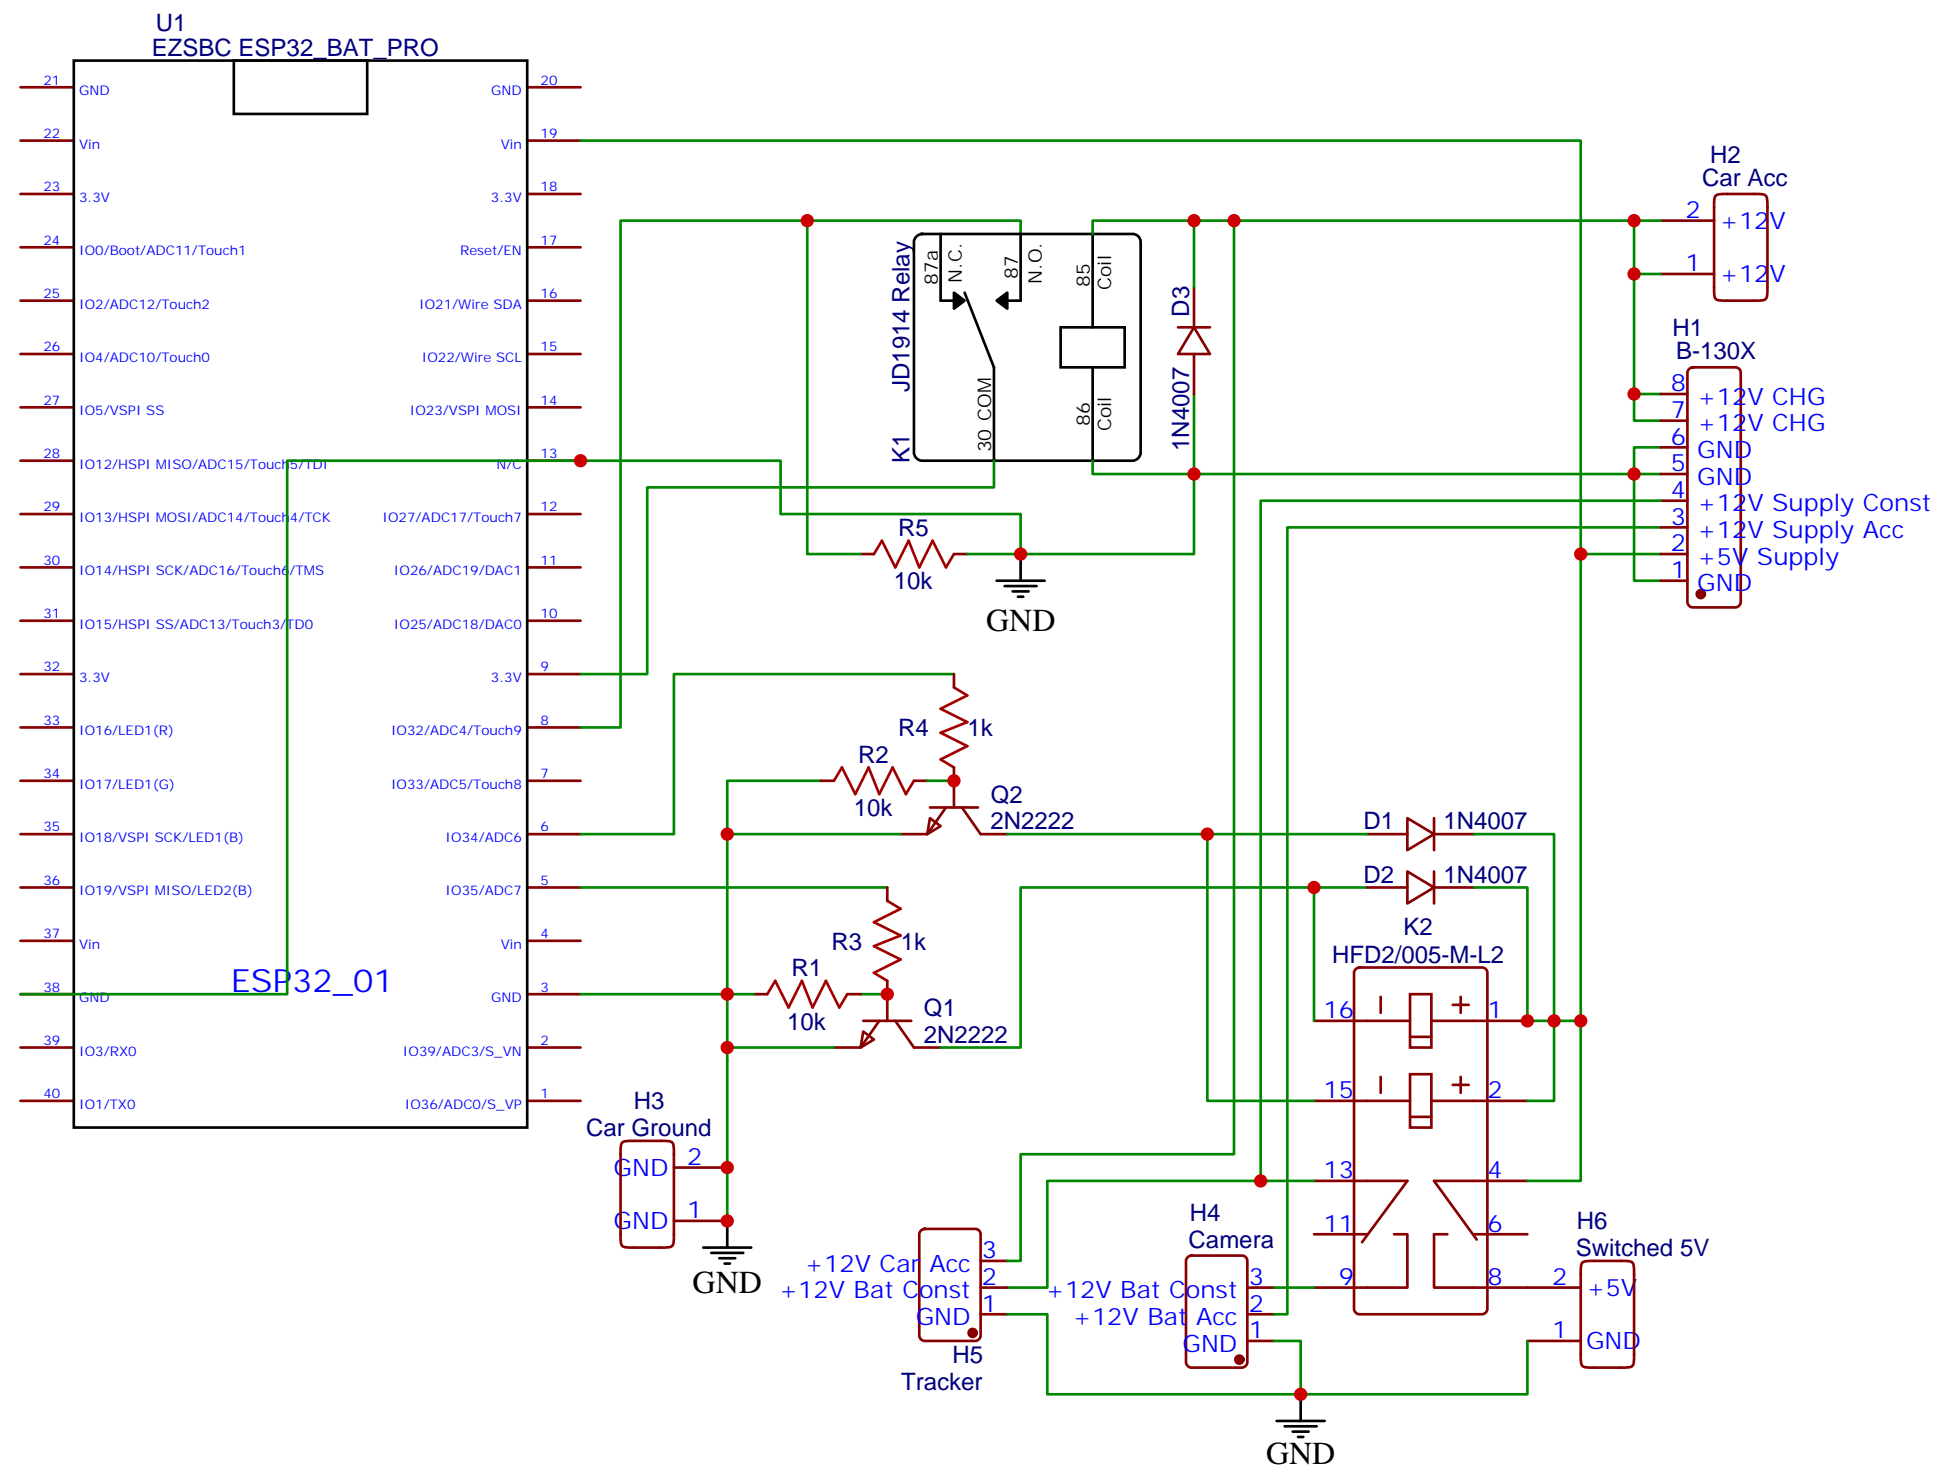 U1
EZSBC ESP32_BAT_PRO
21 GND
22 Vin
23 3.3V
24 IO0/Boot/ADC11/Touch1
25 IO2/ADC12/Touch2
26 IO4/ADC10/Touch0
27 IO5/VSPI SS
28 IO12/HSPI MISO/ADC15/Touch5/TDI
29 IO13/HSPI MOSI/ADC14/Touch4/TCK
30 IO14/HSPI SCK/ADC16/Touch6/TMS
31 IO15/HSPI SS/ADC13/Touch3/TDO
32 3.3V
33 IO16/LED1(R)
34 IO17/LED1(G)
35 IO18/VSPI SCK/LED1(B)
36 IO19/VSPI MISO/LED2(B)
37 Vin
38 GND
39 IO3/RX0
40 IO1/TX0
ESP32_01
GND 20
Vin 19
3.3V 18
Reset/EN 17
IO21/Wire SDA 16
IO22/Wire SCL 15
IO23/VSPI MOSI 14
N/C 13
IO27/ADC17/Touch7 12
IO26/ADC19/DAC1 11
IO25/ADC18/DAC0 10
3.3V 9
IO32/ADC4/Touch9 8
IO33/ADC5/Touch8 7
IO34/ADC6 6
IO35/ADC7 5
Vin 4
GND 3
IO39/ADC3/S_VN 2
IO36/ADC0/S_VP 1
K1
JD1914 Relay
87a
N.C.
87
N.O.
30 COM
85
Coil
86
Coil
D3
1N4007
R5
10k
GND
H2
Car Acc
2 +12V
1 +12V
H1
B-130X
8 +12V CHG
7 +12V CHG
6 GND
5 GND
4 +12V Supply Const
3 +12V Supply Acc
2 +5V Supply
1 GND
R4
1k
R2
10k
Q2
2N2222
R3
1k
R1
10k
Q1
2N2222
D1 1N4007
D2 1N4007
K2
HFD2/005-M-L2
16 - + 1
15 - + 2
13 4
11 6
9 8
H3
Car Ground
GND 2
GND 1
GND
+12V Car Acc 3
+12V Bat Const 2
GND 1
H5
Tracker
H4
Camera
+12V Bat Const 3
+12V Bat Acc 2
GND 1
H6
Switched 5V
2 +5V
1 GND
GND